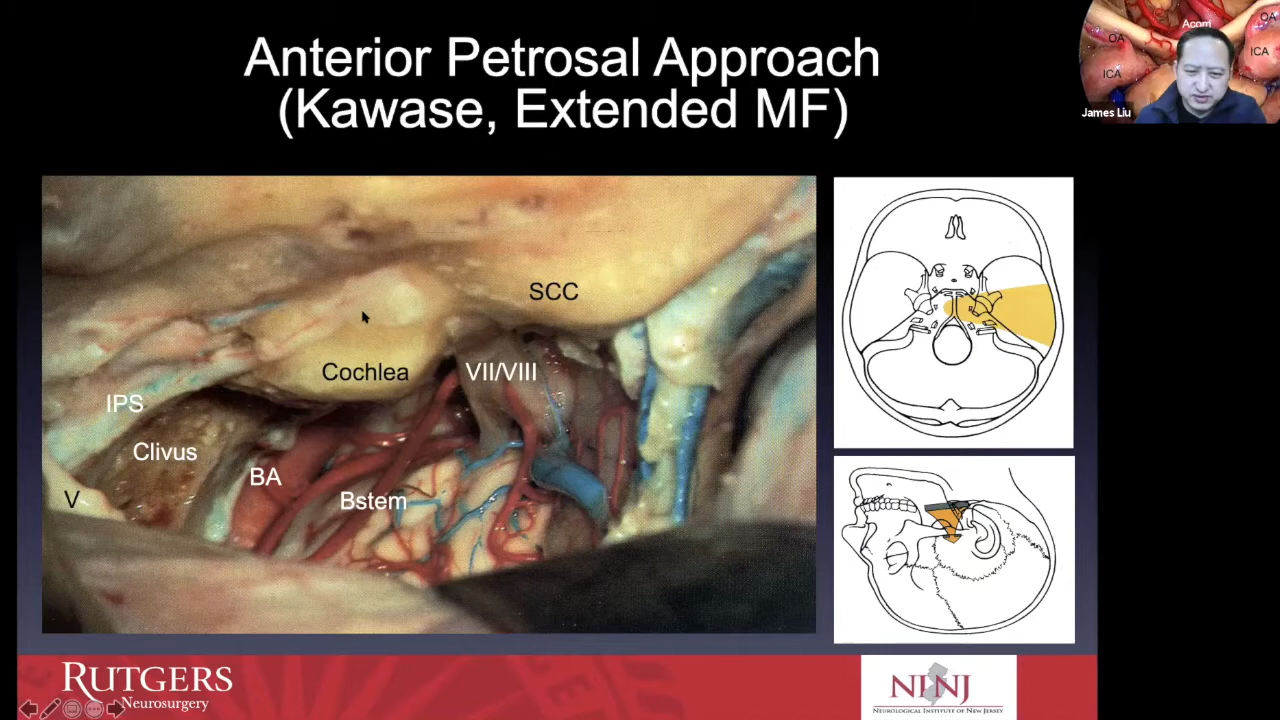 Anterior Petrosal Approach
(Kawase, Extended MF)
Acom
OA
OA
ICA
ICA
James Liu
SCC
Cochlea
VII/VIII
IPS
Clivus
BA
V
Bstem
RUTGERS
Neurosurgery
NINJ
NEUROLOGICAL INSTITUTE OF NEW JERSEY